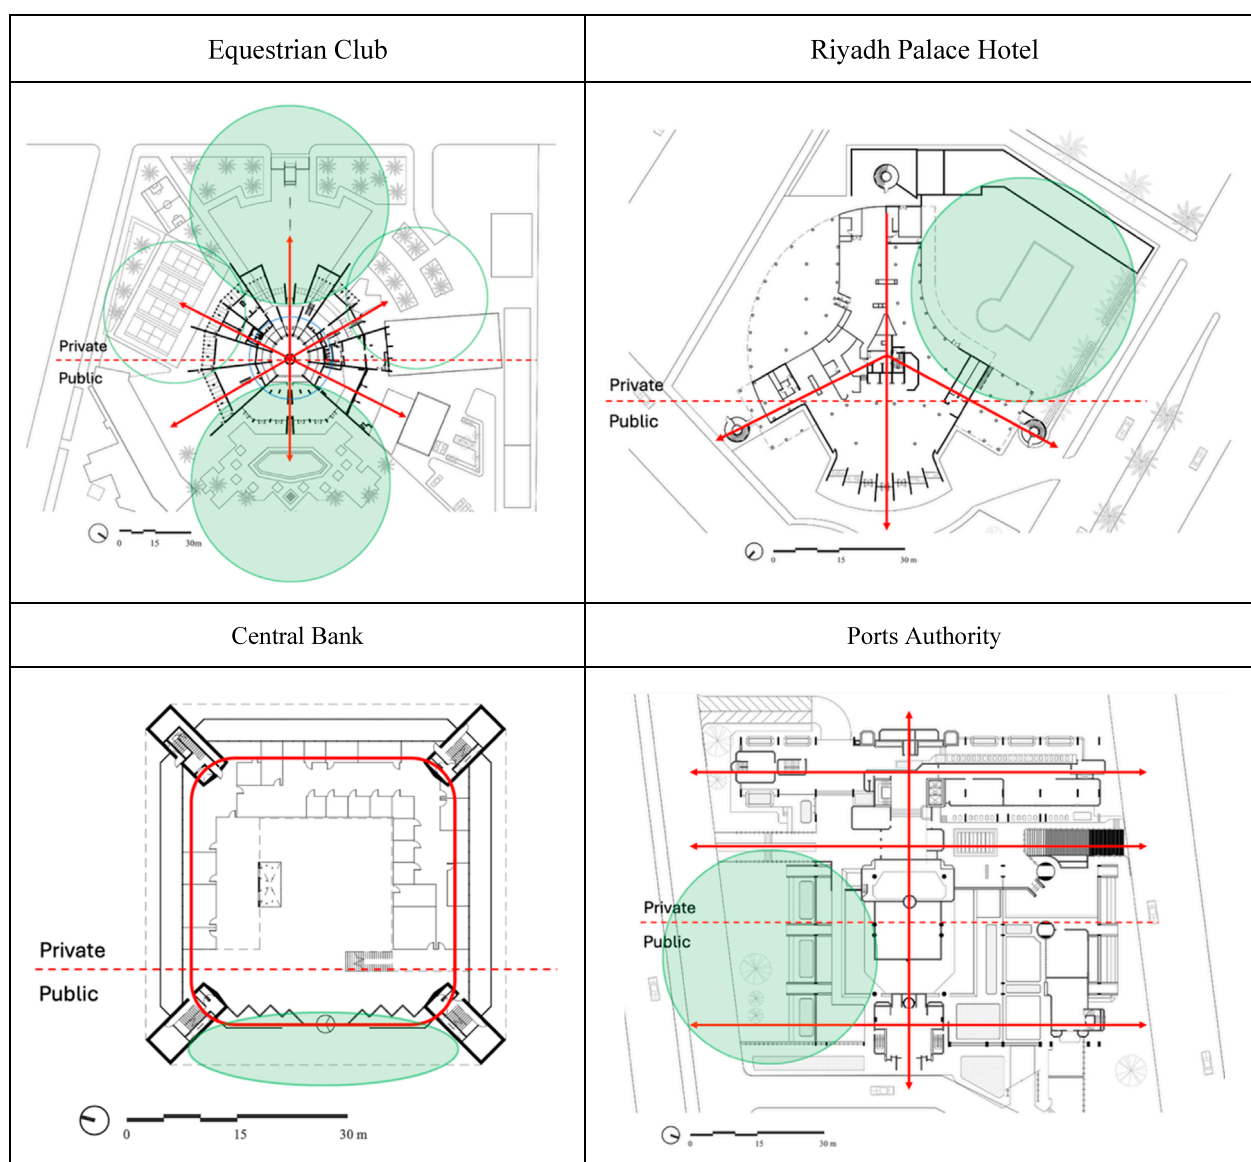 Equestrian Club
Riyadh Palace Hotel
Private
Public
0 15 30m
Private
Public
0 15 30 m
Central Bank
Ports Authority
Private
Public
0 15 30 m
Private
Public
0 15 30 m